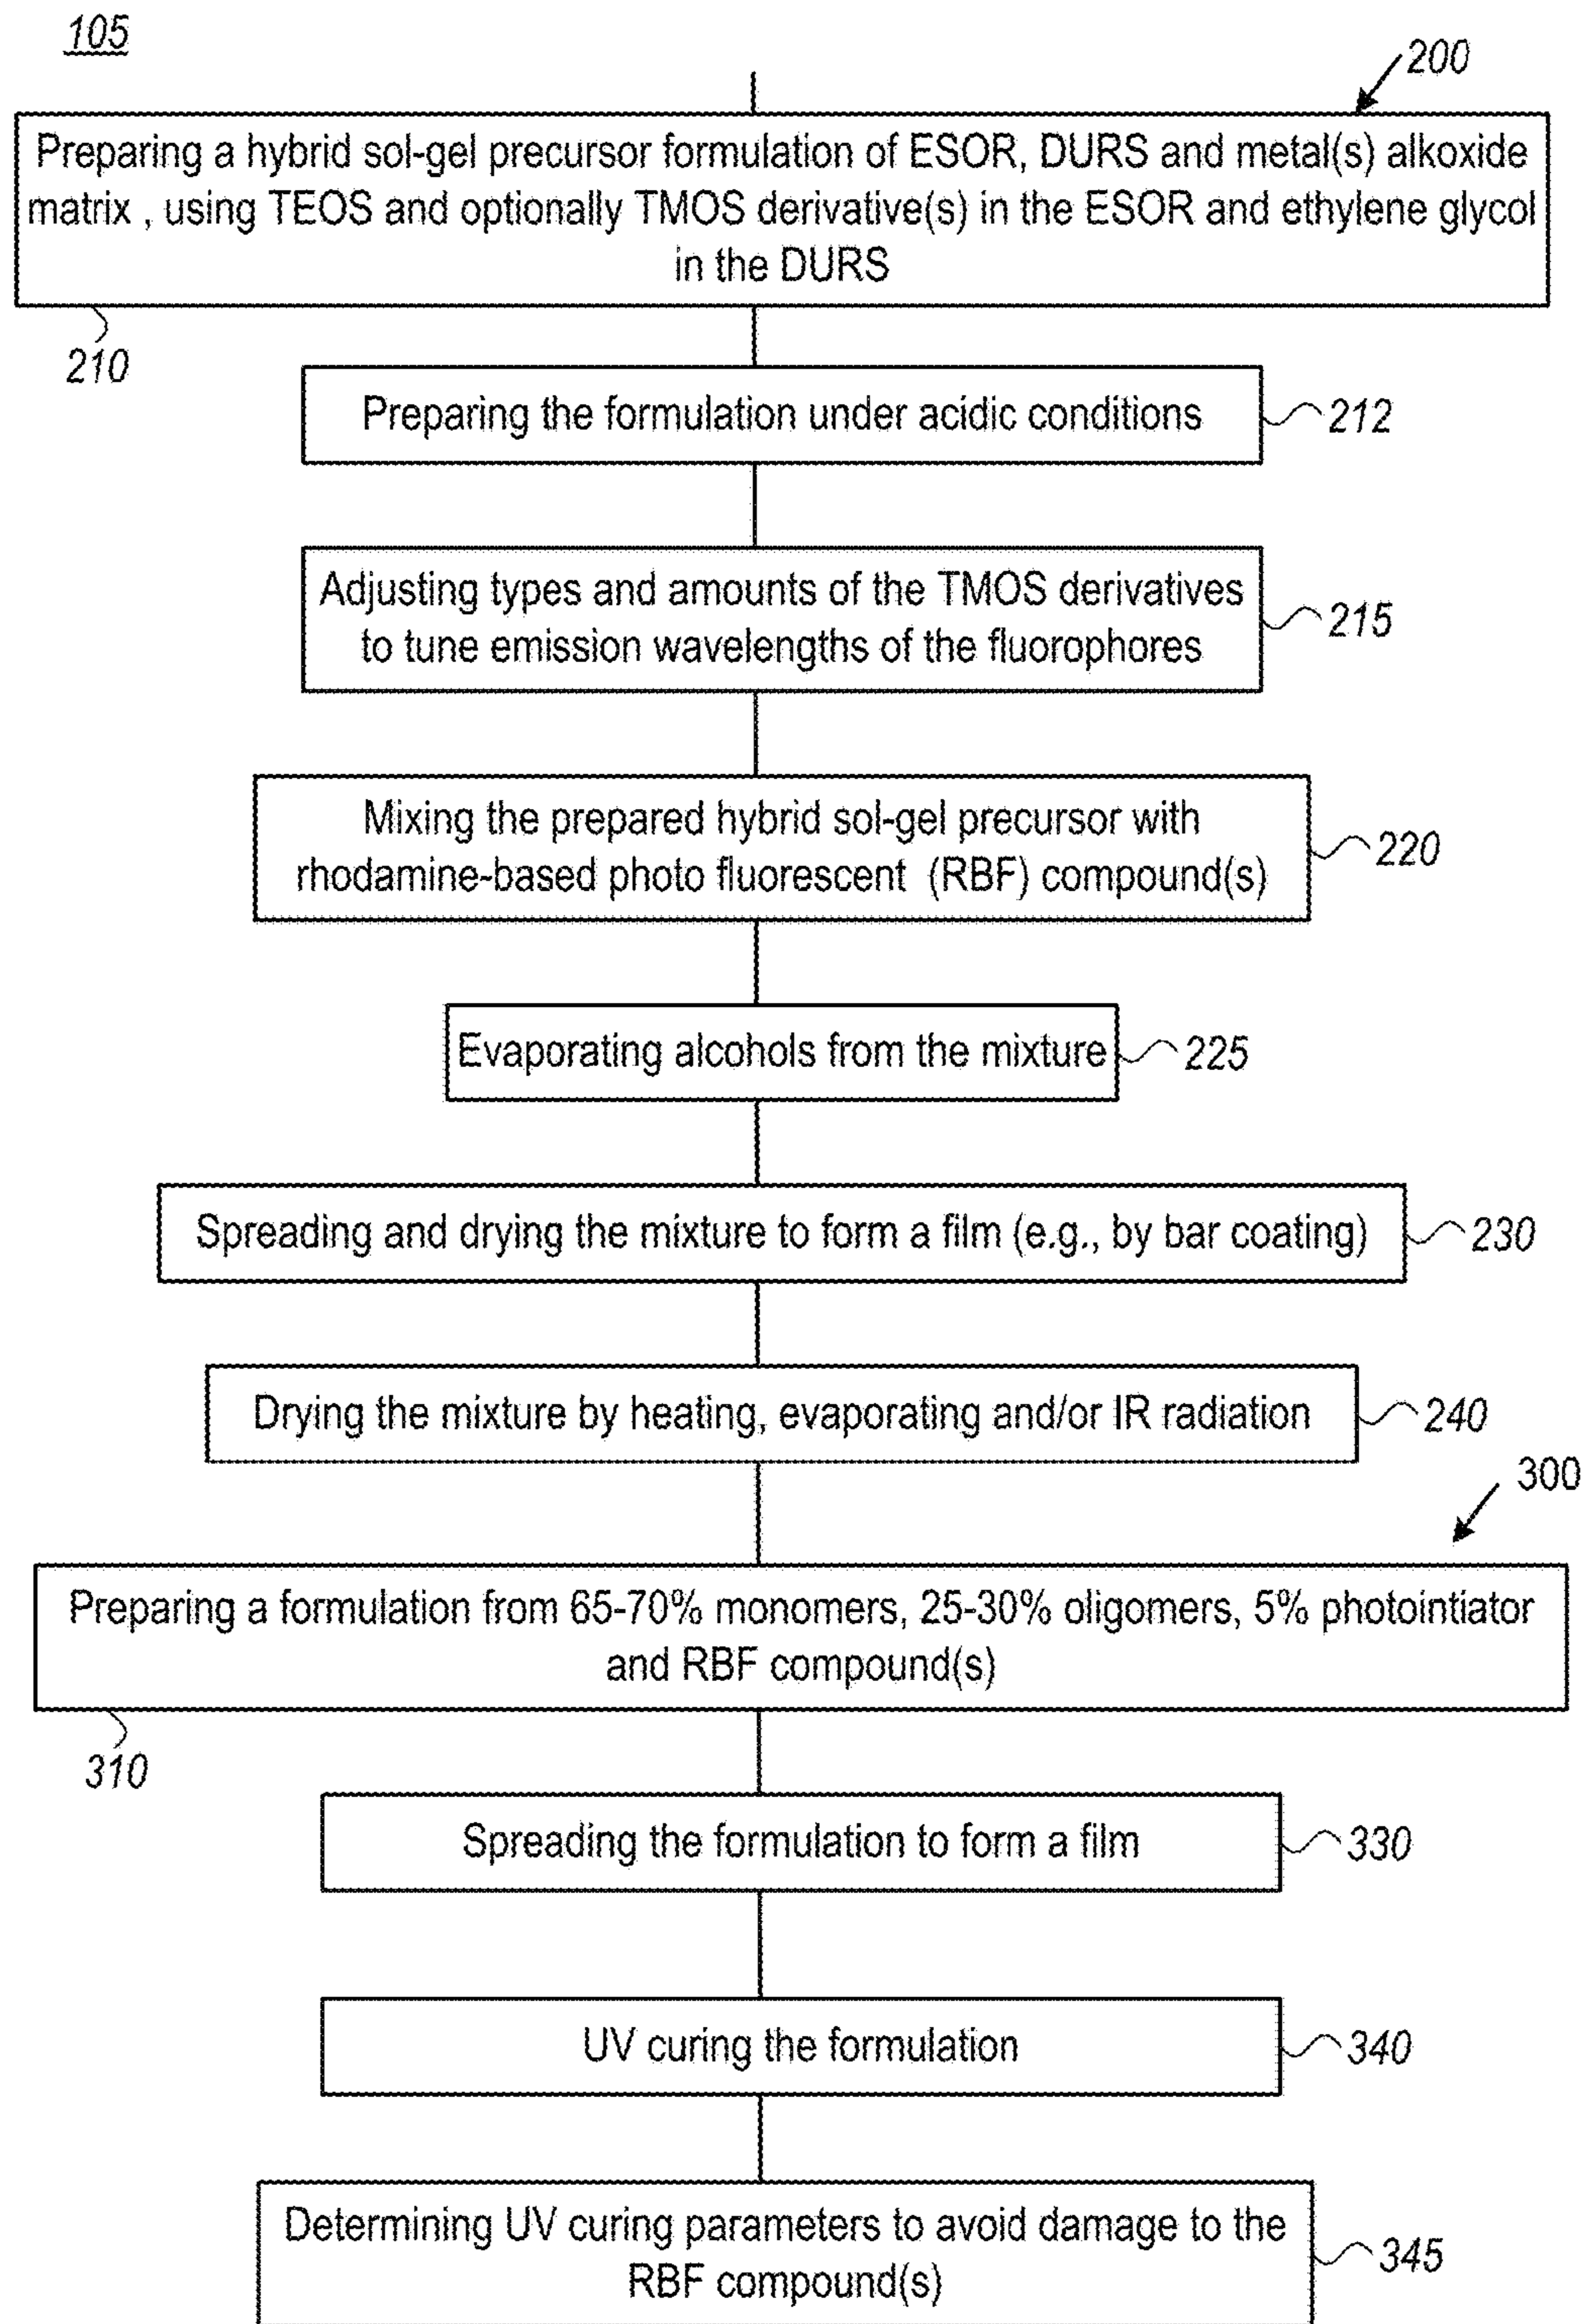 105
200
Preparing a hybrid sol-gel precursor formulation of ESOR, DURS and metal(s) alkoxide
matrix , using TEOS and optionally TMOS derivative(s) in the ESOR and ethylene glycol
in the DURS
210
Preparing the formulation under acidic conditions
212
Adjusting types and amounts of the TMOS derivatives
to tune emission wavelengths of the fluorophores
215
Mixing the prepared hybrid sol-gel precursor with
rhodamine-based photo fluorescent (RBF) compound(s)
220
Evaporating alcohols from the mixture
225
Spreading and drying the mixture to form a film (e.g., by bar coating)
230
Drying the mixture by heating, evaporating and/or IR radiation
240
300
Preparing a formulation from 65-70% monomers, 25-30% oligomers, 5% photointiator
and RBF compound(s)
310
Spreading the formulation to form a film
330
UV curing the formulation
340
Determining UV curing parameters to avoid damage to the
RBF compound(s)
345